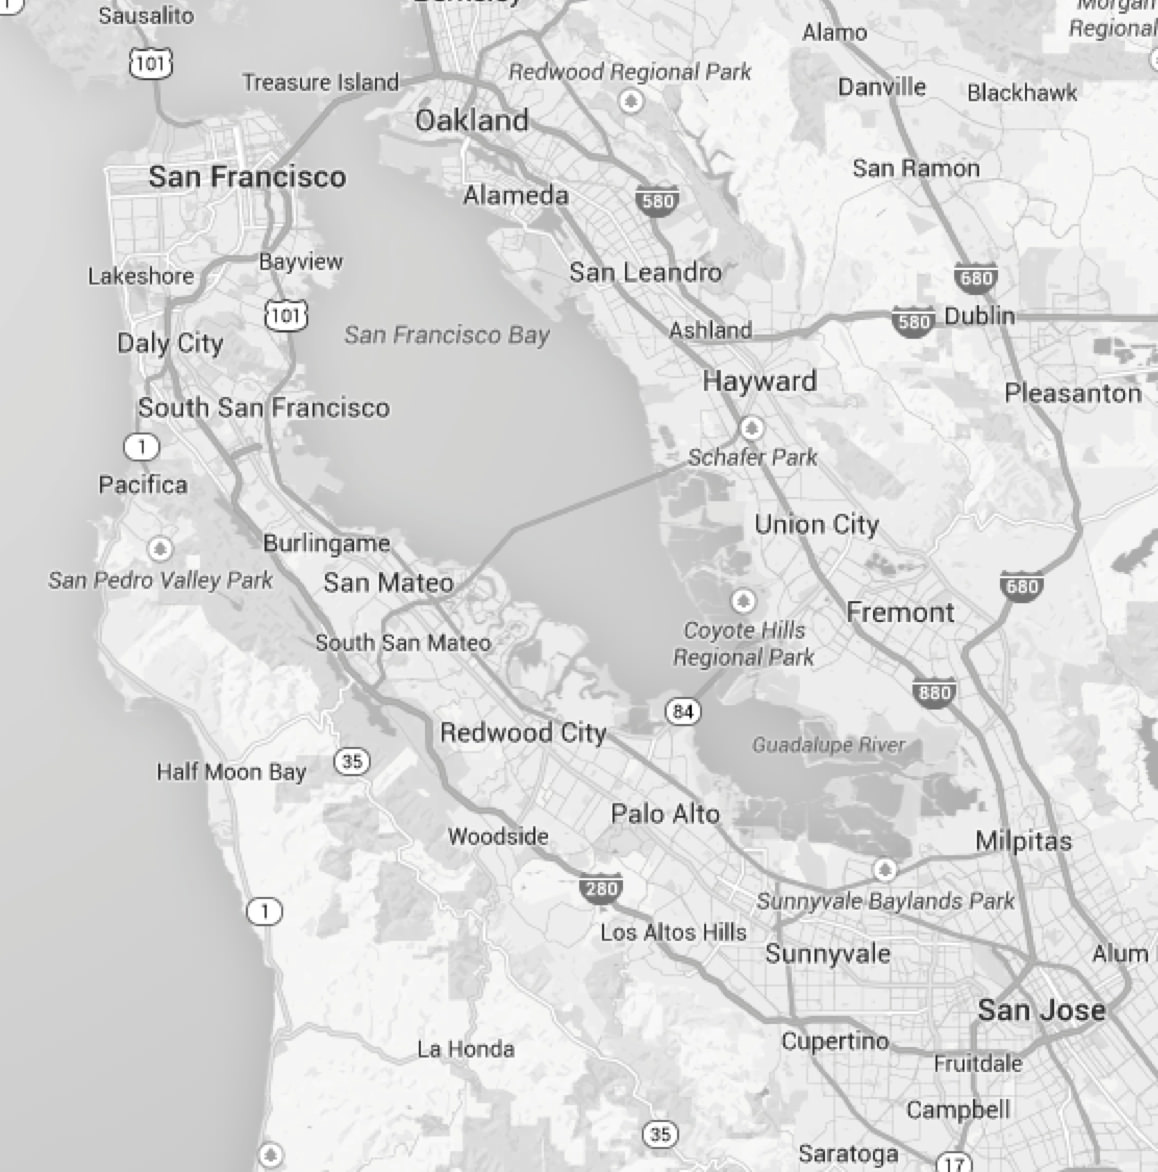 1
Sausalito
Berkeley
Morgan
Regional
Alamo
101
Treasure Island
Redwood Regional Park
Danville
Blackhawk
Oakland
San Francisco
San Ramon
Alameda
580
Lakeshore
Bayview
San Leandro
680
101
San Francisco Bay
Ashland
580
Dublin
Daly City
Hayward
Pleasanton
South San Francisco
1
Schafer Park
Pacifica
Union City
Burlingame
San Pedro Valley Park
San Mateo
680
Fremont
South San Mateo
Coyote Hills
Regional Park
880
84
Redwood City
Guadalupe River
35
Half Moon Bay
Palo Alto
Woodside
Milpitas
280
Sunnyvale Baylands Park
1
Los Altos Hills
Sunnyvale
Alum
San Jose
La Honda
Cupertino
Fruitdale
Campbell
35
Saratoga
17